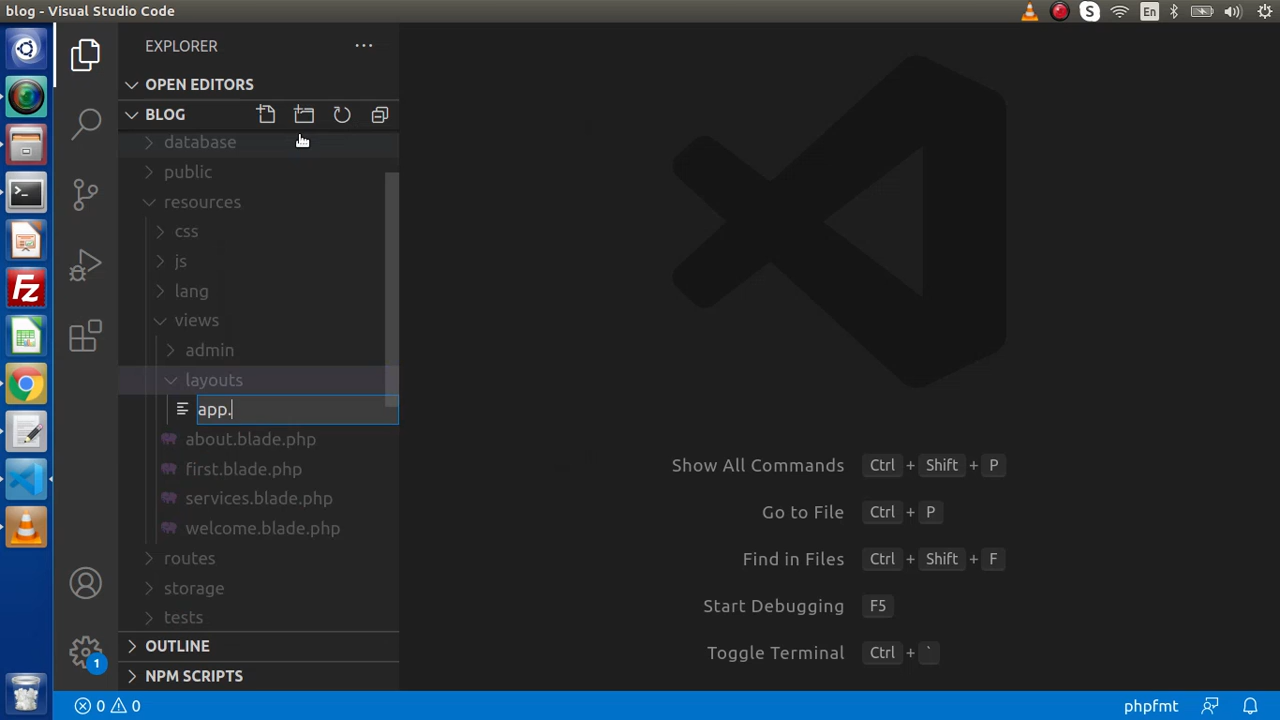 blog - Visual Studio Code
En
EXPLORER
OPEN EDITORS
BLOG
database
public
resources
css
js
lang
views
admin
layouts
app.
about.blade.php
first.blade.php
services.blade.php
welcome.blade.php
routes
storage
tests
OUTLINE
NPM SCRIPTS
Show All Commands Ctrl + Shift + P
Go to File Ctrl + P
Find in Files Ctrl + Shift + F
Start Debugging F5
Toggle Terminal Ctrl + `
1
0 0
phpfmt